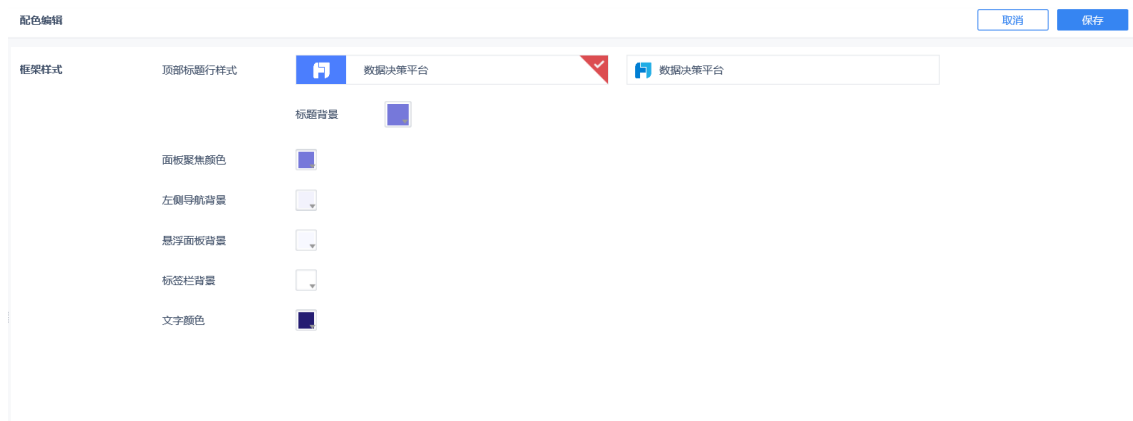 配色编辑
取消
保存
框架样式
顶部标题行样式
数据决策平台
数据决策平台
标题背景
面板聚焦颜色
左侧导航背景
悬浮面板背景
标签栏背景
文字颜色